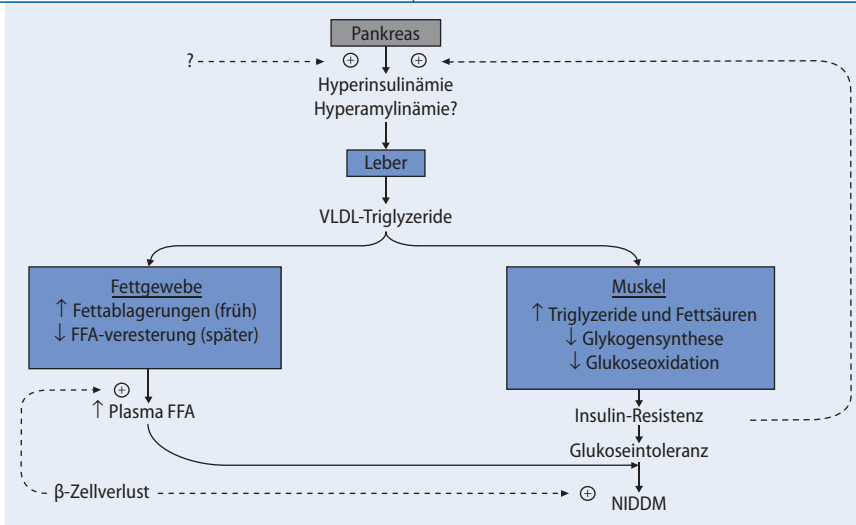 Pankreas
? ⊕ ⊕
Hyperinsulinämie
Hyperamylinämie?
Leber
VLDL-Triglyzeride
Fettgewebe
↑ Fettablagerungen (früh)
↓ FFA-veresterung (später)
Muskel
↑ Triglyzeride und Fettsäuren
↓ Glykogensynthese
↓ Glukoseoxidation
⊕
↑ Plasma FFA
Insulin-Resistenz
Glukoseintoleranz
β-Zellverlust
⊕
NIDDM